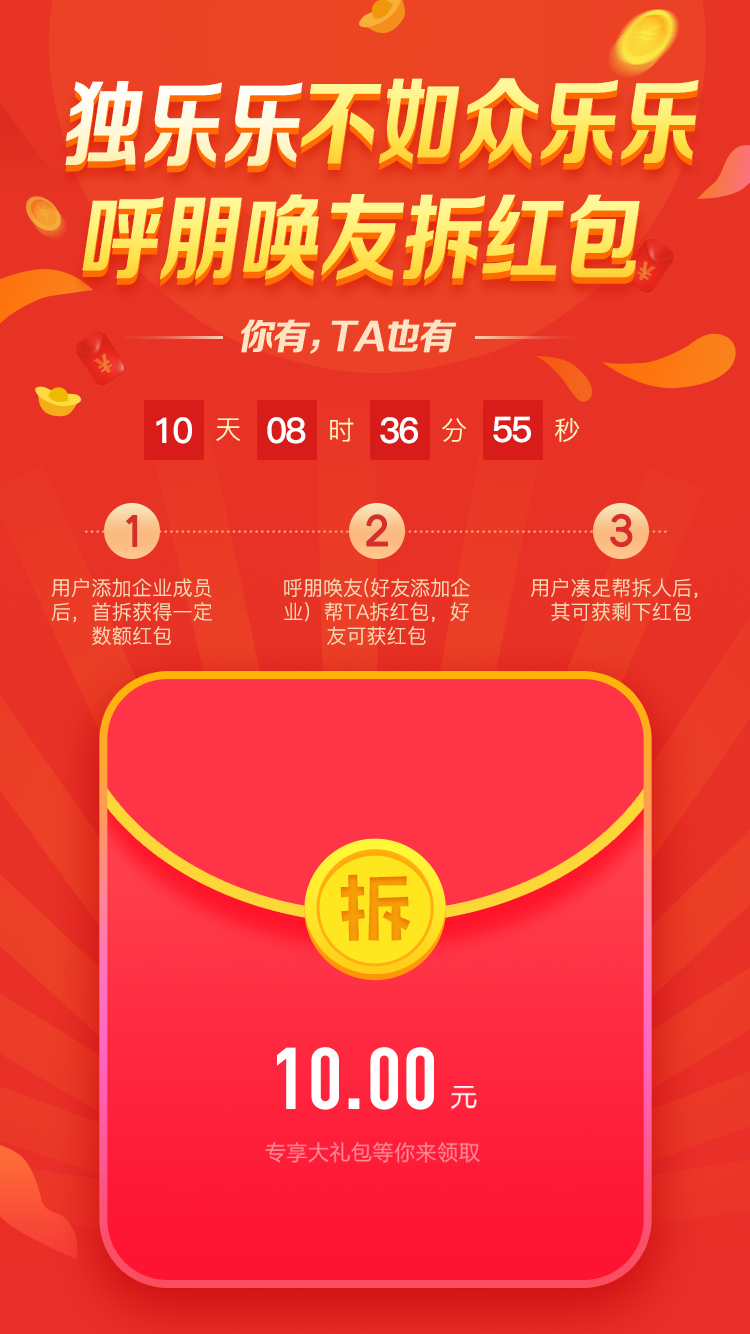 独乐乐不如众乐乐
呼朋唤友拆红包
你有，TA也有
10 天 08 时 36 分 55 秒
1
2
3
用户添加企业成员
后，首拆获得一定
数额红包
呼朋唤友(好友添加企
业）帮TA拆红包，好
友可获红包
用户凑足帮拆人后，
其可获剩下红包
拆
10.00 元
专享大礼包等你来领取